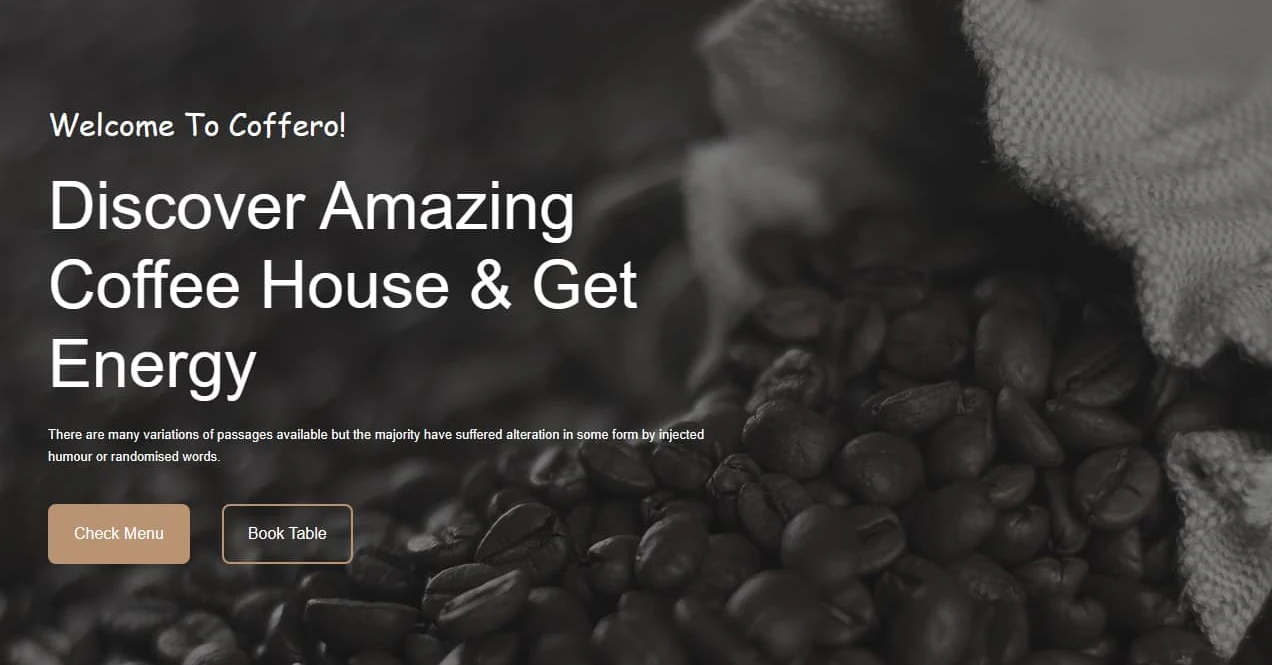 Welcome To Coffero!
Discover Amazing
Coffee House & Get
Energy
There are many variations of passages available but the majority have suffered alteration in some form by injected
humour or randomised words.
Check Menu
Book Table